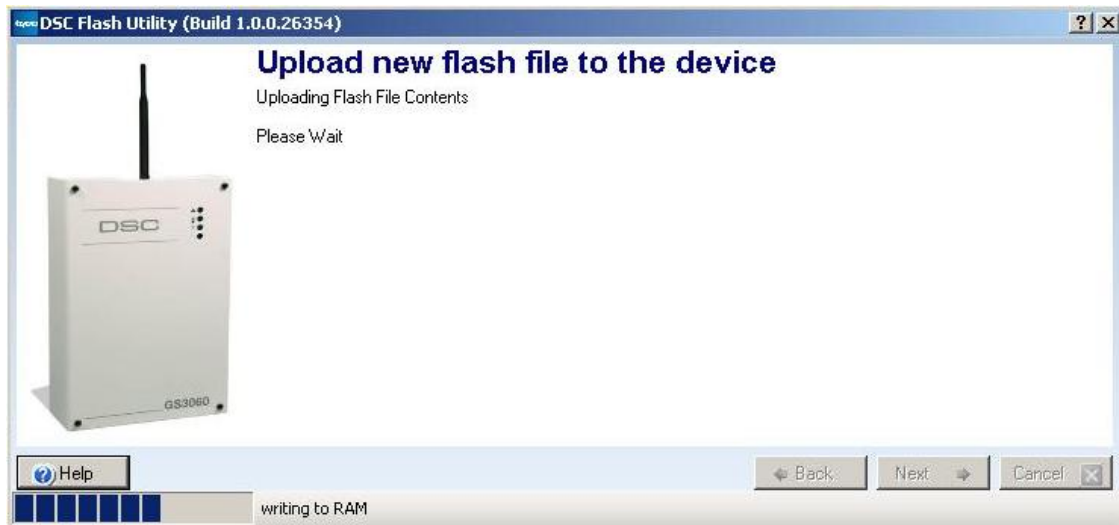 tyco DSC Flash Utility (Build 1.0.0.26354)
Upload new flash file to the device
Uploading Flash File Contents
Please Wait
DSC
GS3060
Help
Back
Next
Cancel
writing to RAM